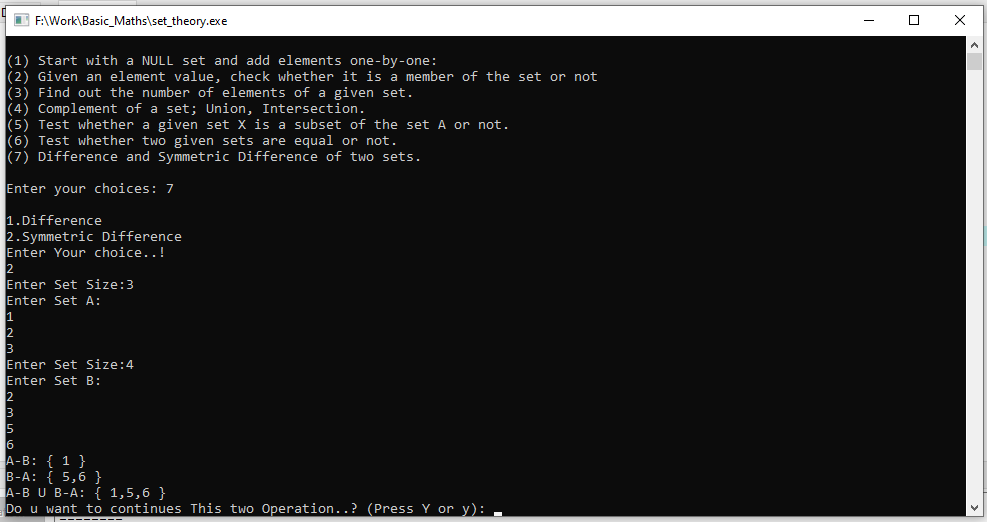 F:\Work\Basic_Maths\set_theory.exe
(1) Start with a NULL set and add elements one-by-one:
(2) Given an element value, check whether it is a member of the set or not
(3) Find out the number of elements of a given set.
(4) Complement of a set; Union, Intersection.
(5) Test whether a given set X is a subset of the set A or not.
(6) Test whether two given sets are equal or not.
(7) Difference and Symmetric Difference of two sets.
Enter your choices: 7
1.Difference
2.Symmetric Difference
Enter Your choice..!
2
Enter Set Size:3
Enter Set A:
1
2
3
Enter Set Size:4
Enter Set B:
2
3
5
6
A-B: { 1 }
B-A: { 5,6 }
A-B U B-A: { 1,5,6 }
Do u want to continues This two Operation..? (Press Y or y):